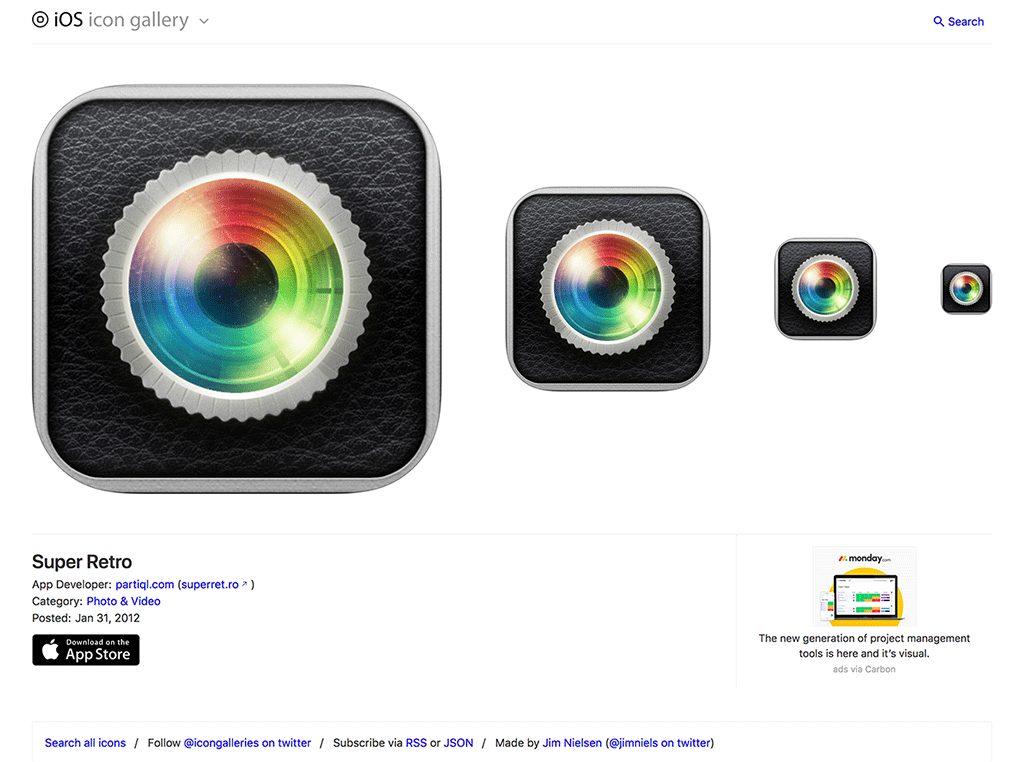 iOS icon gallery
Search
Super Retro
App Developer: partiql.com (superret.ro ↗ )
Category: Photo & Video
Posted: Jan 31, 2012
Download on the
App Store
monday.com
The new generation of project management
tools is here and it's visual.
ads via Carbon
Search all icons / Follow @icongalleries on twitter / Subscribe via RSS or JSON / Made by Jim Nielsen (@jimniels on twitter)